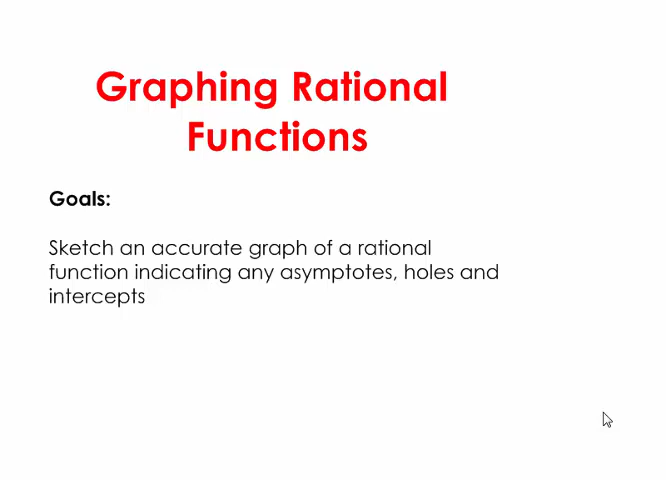 Graphing Rational
Functions
Goals:
Sketch an accurate graph of a rational
function indicating any asymptotes, holes and
intercepts